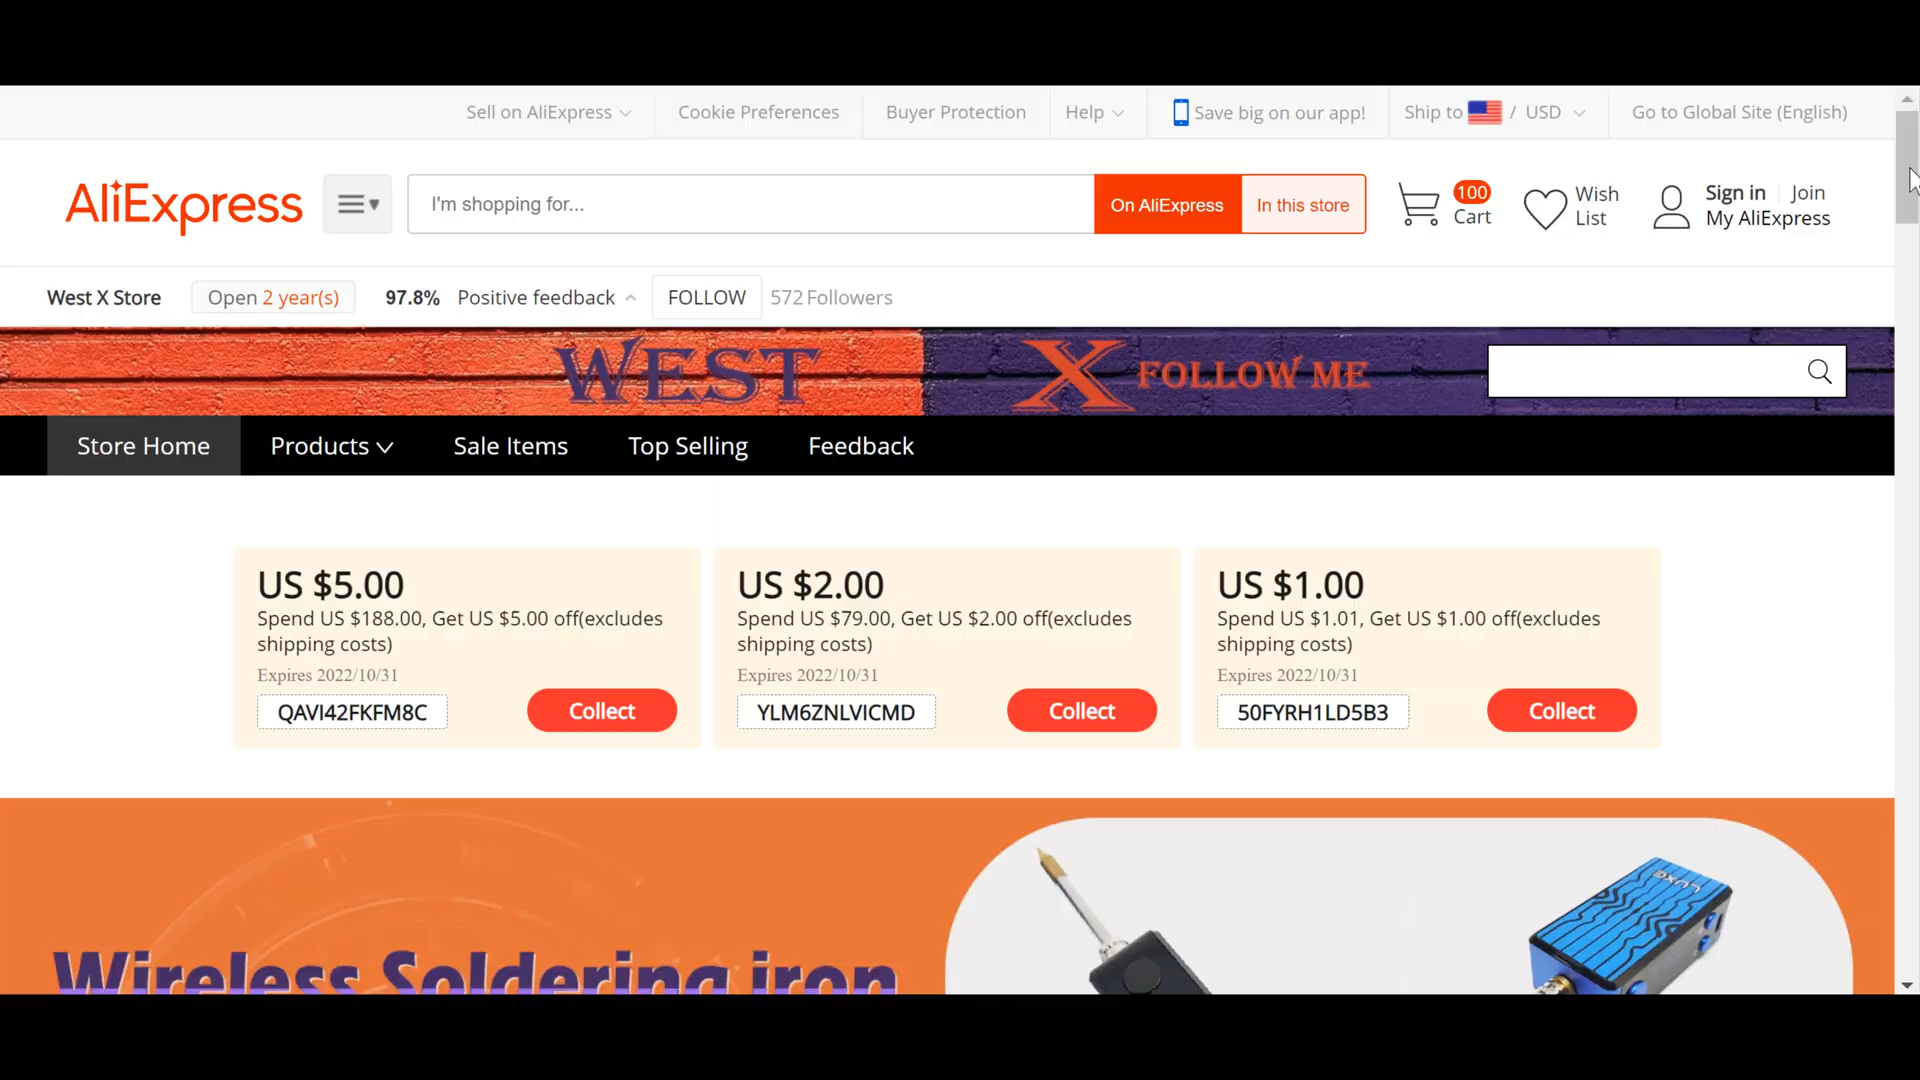 Sell on AliExpress
Cookie Preferences
Buyer Protection
Help
Save big on our app!
Ship to / USD
Go to Global Site (English)
AliExpress
I'm shopping for...
On AliExpress
In this store
100
Cart
Wish
List
Sign in
Join
My AliExpress
West X Store
Open 2 year(s)
97.8% Positive feedback
FOLLOW
572 Followers
WEST X FOLLOW ME
Store Home
Products
Sale Items
Top Selling
Feedback
US $5.00
Spend US $188.00, Get US $5.00 off(excludes
shipping costs)
Expires 2022/10/31
QAVI42FKFM8C
Collect
US $2.00
Spend US $79.00, Get US $2.00 off(excludes
shipping costs)
Expires 2022/10/31
YLM6ZNLVICMD
Collect
US $1.00
Spend US $1.01, Get US $1.00 off(excludes
shipping costs)
Expires 2022/10/31
50FYRH1LD5B3
Collect
Wireless Soldering iron